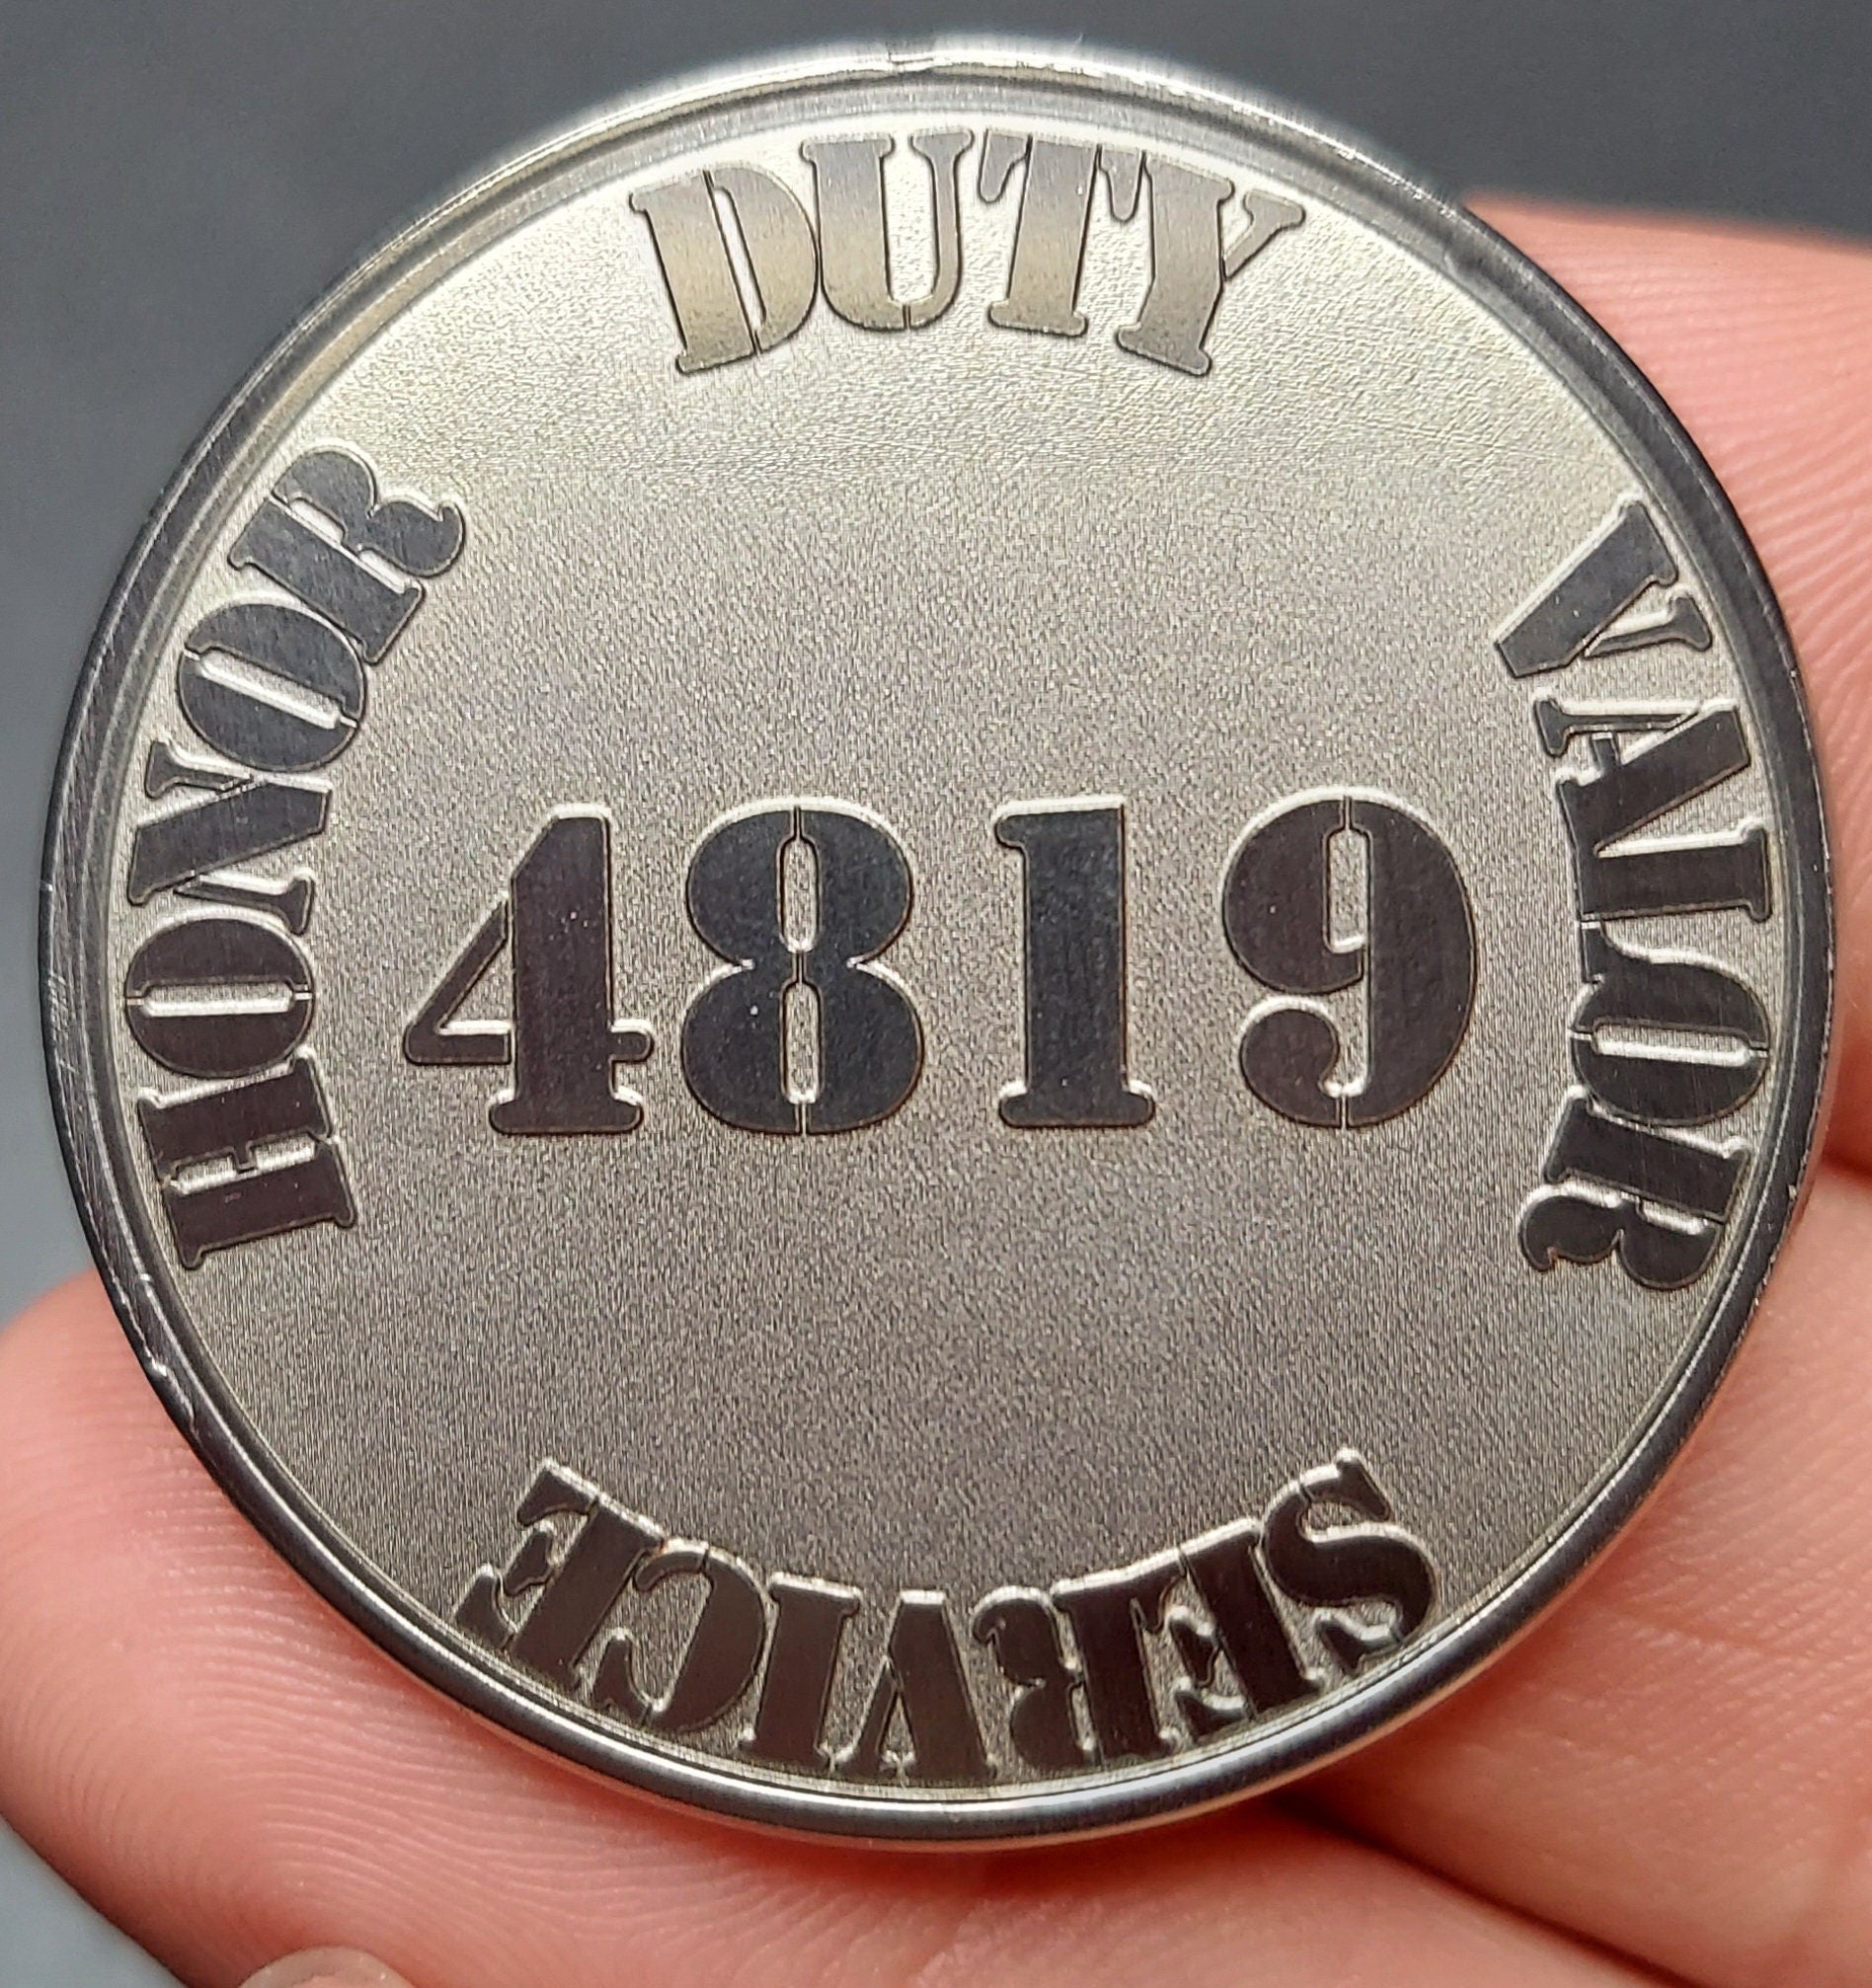 DUTY
HONOR
VALOR
4819
SERVICE